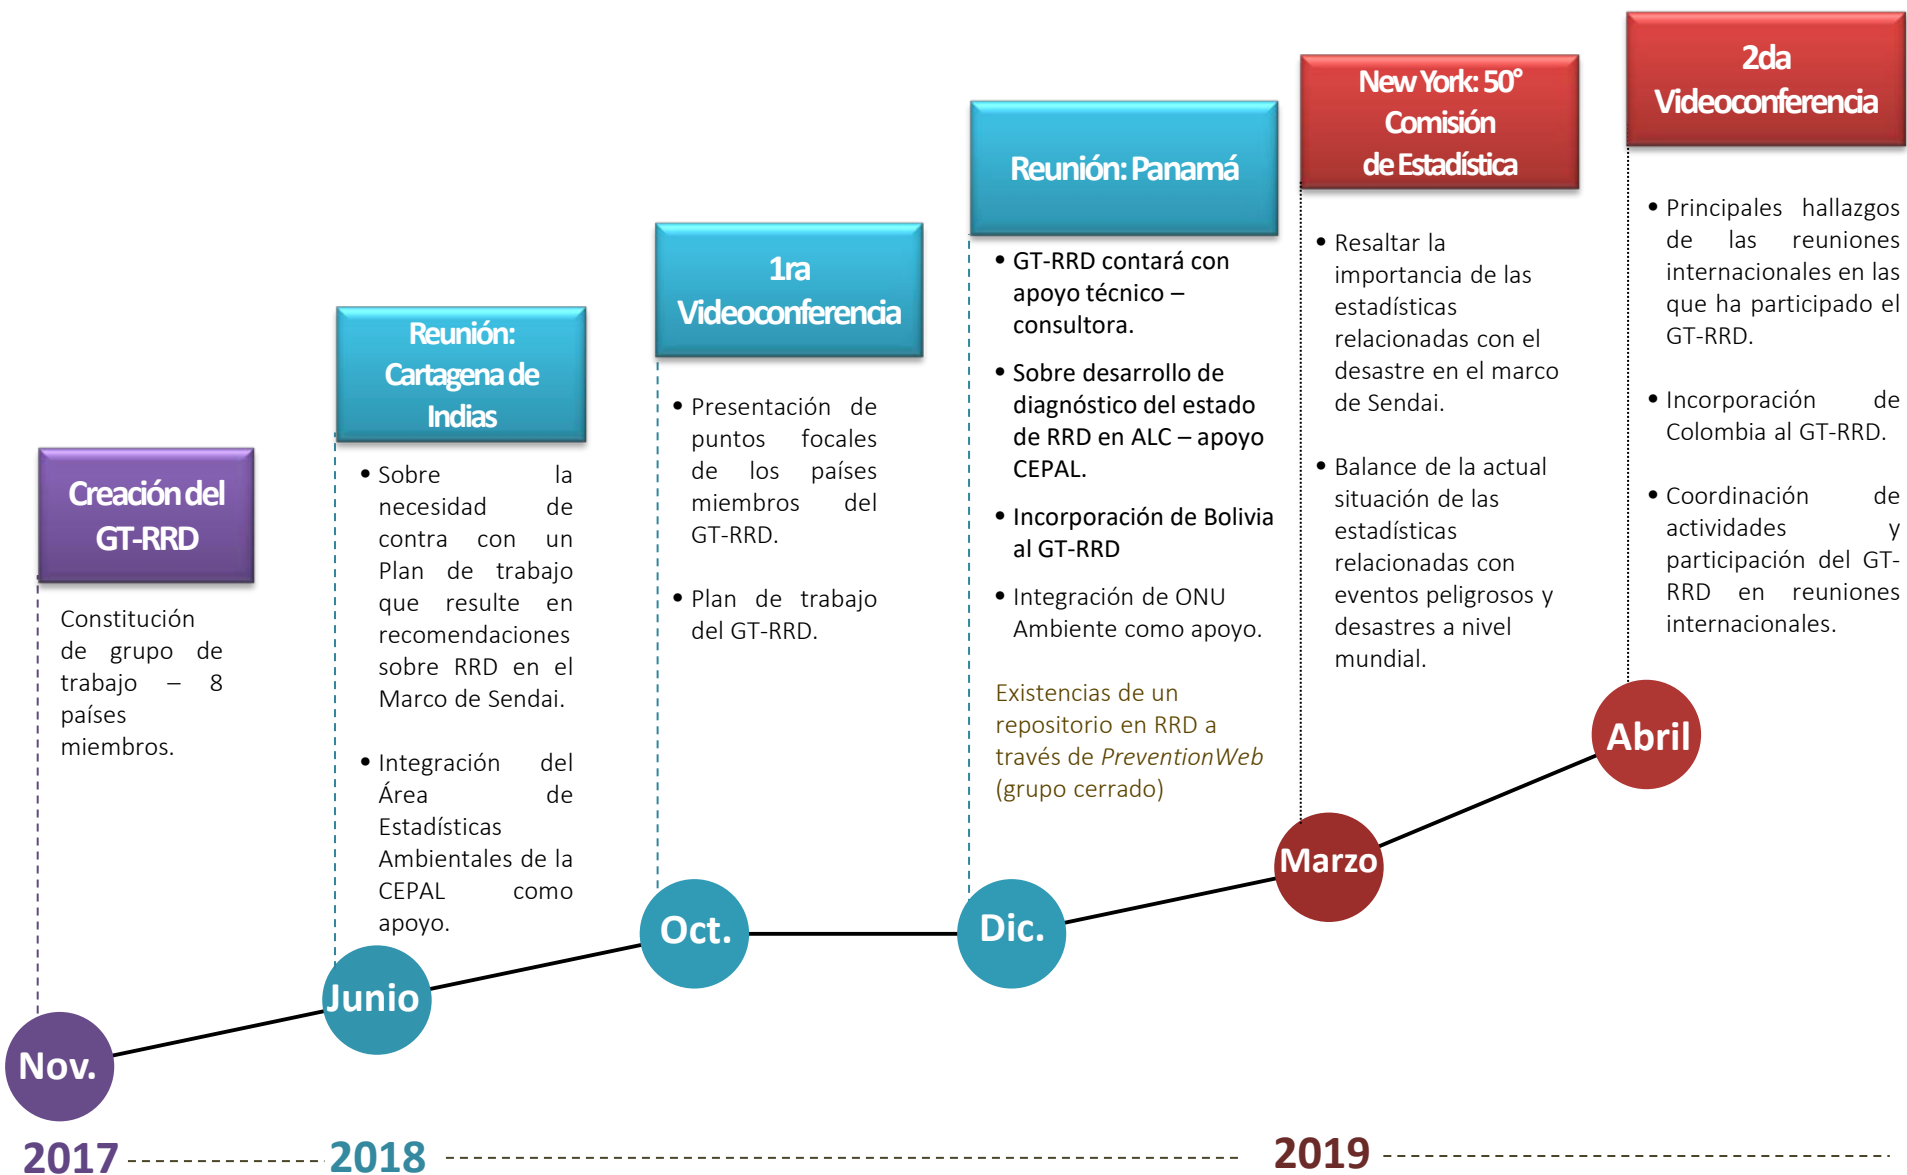 Creación del
GT-RRD
Constitución
de grupo de
trabajo – 8
países
miembros.
Nov.
2017
Reunión:
Cartagena de
Indias
• Sobre la
necesidad de
contra con un
Plan de trabajo
que resulte en
recomendaciones
sobre RRD en el
Marco de Sendai.
• Integración del
Área de
Estadísticas
Ambientales de la
CEPAL como
apoyo.
Junio
2018
1ra
Videoconferencia
• Presentación de
puntos focales
de los países
miembros del
GT-RRD.
• Plan de trabajo
del GT-RRD.
Oct.
Reunión: Panamá
• GT-RRD contará con
apoyo técnico –
consultora.
• Sobre desarrollo de
diagnóstico del estado
de RRD en ALC – apoyo
CEPAL.
• Incorporación de Bolivia
al GT-RRD
• Integración de ONU
Ambiente como apoyo.
Existencias de un
repositorio en RRD a
través de PreventionWeb
(grupo cerrado)
Dic.
New York: 50°
Comisión
de Estadística
• Resaltar la
importancia de las
estadísticas
relacionadas con el
desastre en el marco
de Sendai.
• Balance de la actual
situación de las
estadísticas
relacionadas con
eventos peligrosos y
desastres a nivel
mundial.
Marzo
2019
2da
Videoconferencia
• Principales hallazgos
de las reuniones
internacionales en las
que ha participado el
GT-RRD.
• Incorporación de
Colombia al GT-RRD.
• Coordinación de
actividades y
participación del GT-
RRD en reuniones
internacionales.
Abril